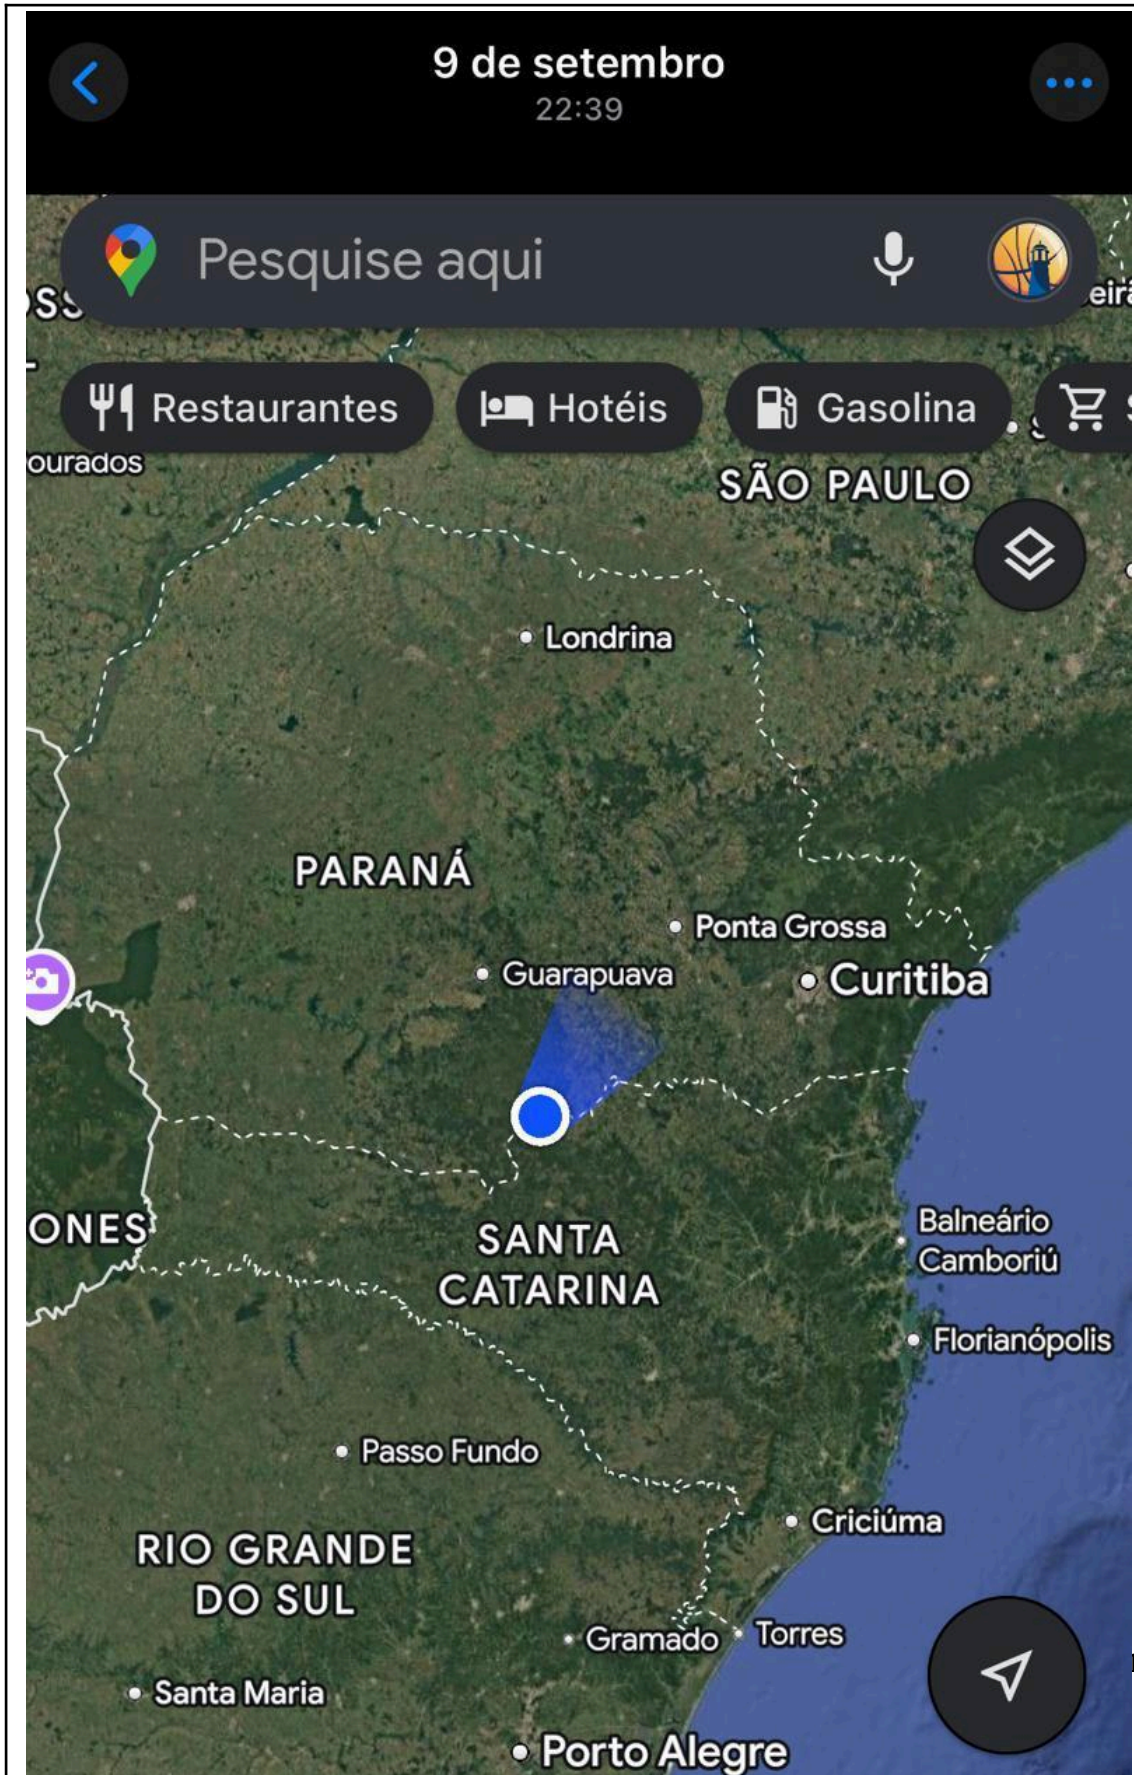 9 de setembro
22:39
Pesquise aqui
Restaurantes
Hotéis
Gasolina
ourados
SÃO PAULO
Londrina
PARANÁ
Ponta Grossa
Guarapuava
Curitiba
ONES
SANTA
CATARINA
Balneário
Camboriú
Florianópolis
Passo Fundo
Criciúma
RIO GRANDE
DO SUL
Gramado
Torres
Santa Maria
Porto Alegre